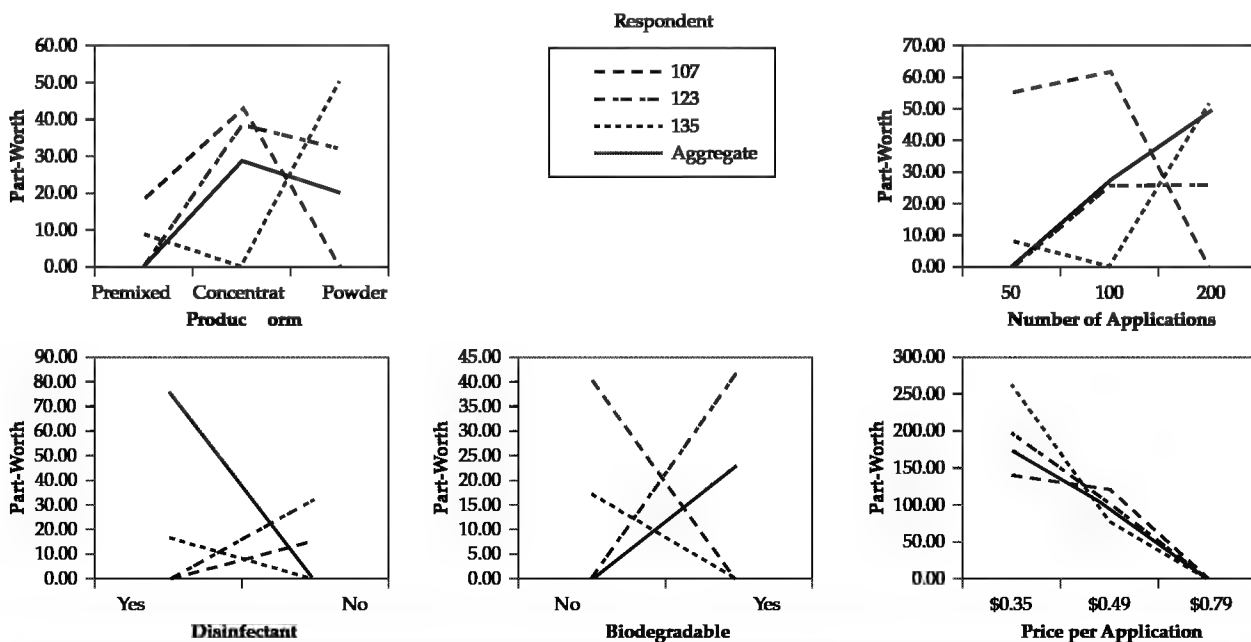 Respondent
107
123
135
Aggregate
60.00
50.00
40.00
30.00
20.00
10.00
0.00
Part-Worth
Premixed Concentrat Powder
Produc orm
70.00
60.00
50.00
40.00
30.00
20.00
10.00
0.00
Part-Worth
50 100 200
Number of Applications
90.00
80.00
70.00
60.00
50.00
40.00
30.00
20.00
10.00
0.00
Part-Worth
Yes No
Disinfectant
45.00
40.00
35.00
30.00
25.00
20.00
15.00
10.00
5.00
0.00
Part-Worth
No Yes
Biodegradable
300.00
250.00
200.00
150.00
100.00
50.00
0.00
Part-Worth
$0.35 $0.49 $0.79
Price per Application